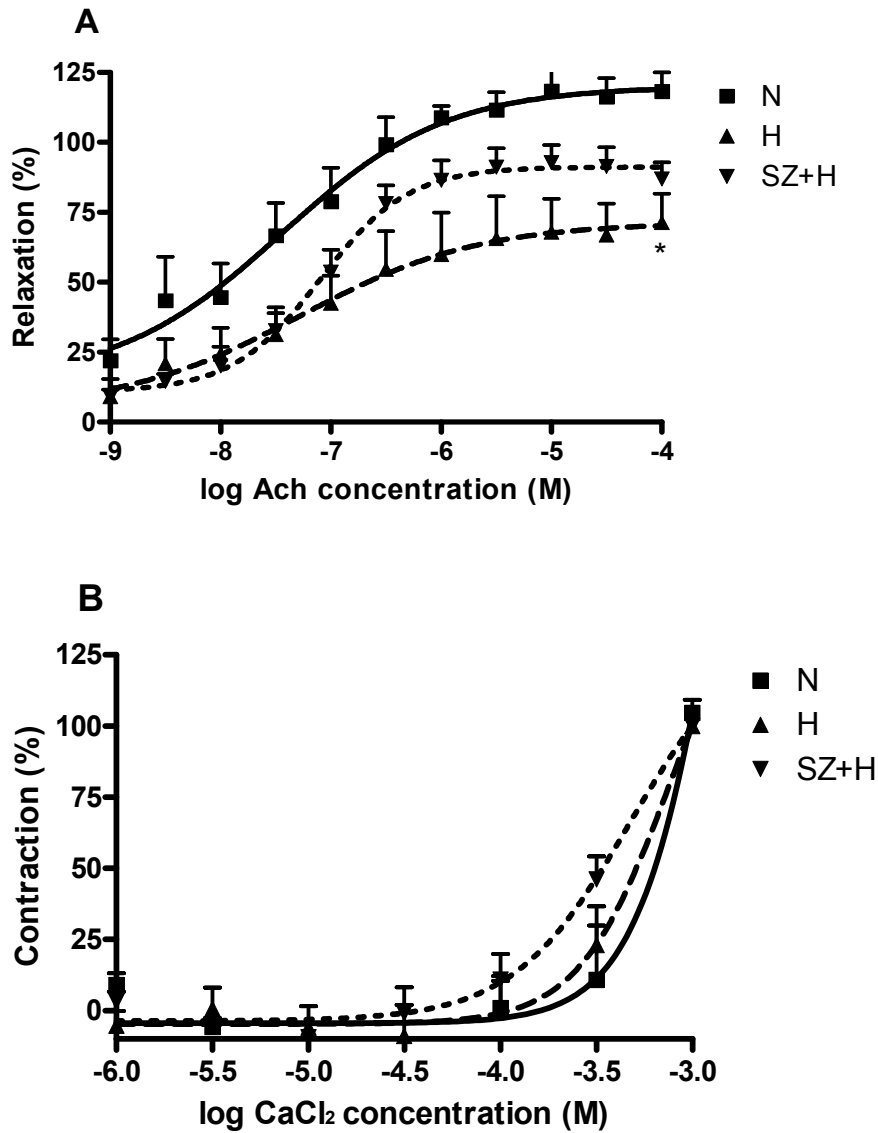 A
Relaxation (%)
125
100
75
50
25
0
-9 -8 -7 -6 -5 -4
log Ach concentration (M)
N
H
SZ+H
*
B
Contraction (%)
125
100
75
50
25
0
-6.0 -5.5 -5.0 -4.5 -4.0 -3.5 -3.0
log CaCl₂ concentration (M)
N
H
SZ+H